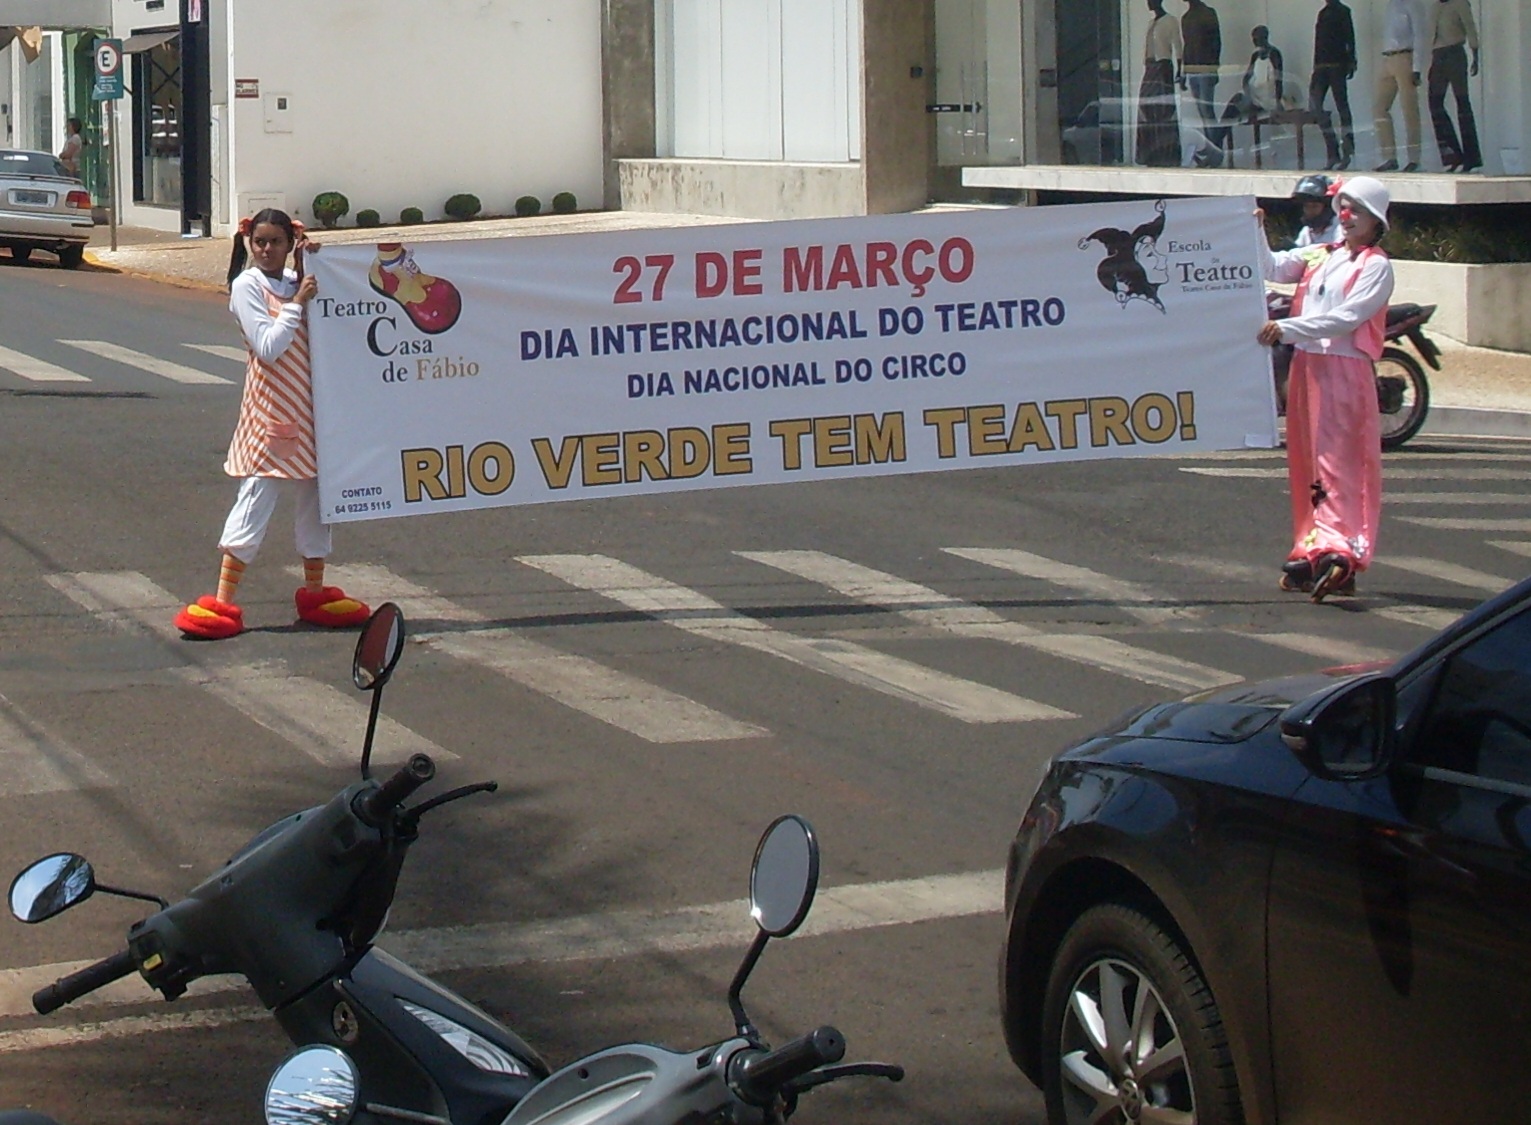 E
27 DE MARÇO
DIA INTERNACIONAL DO TEATRO
DIA NACIONAL DO CIRCO
RIO VERDE TEM TEATRO!
Teatro
Casa
de Fábio
CONTATO
64 9225 5115
Escola
de
Teatro
Teatro Casa de Fábio